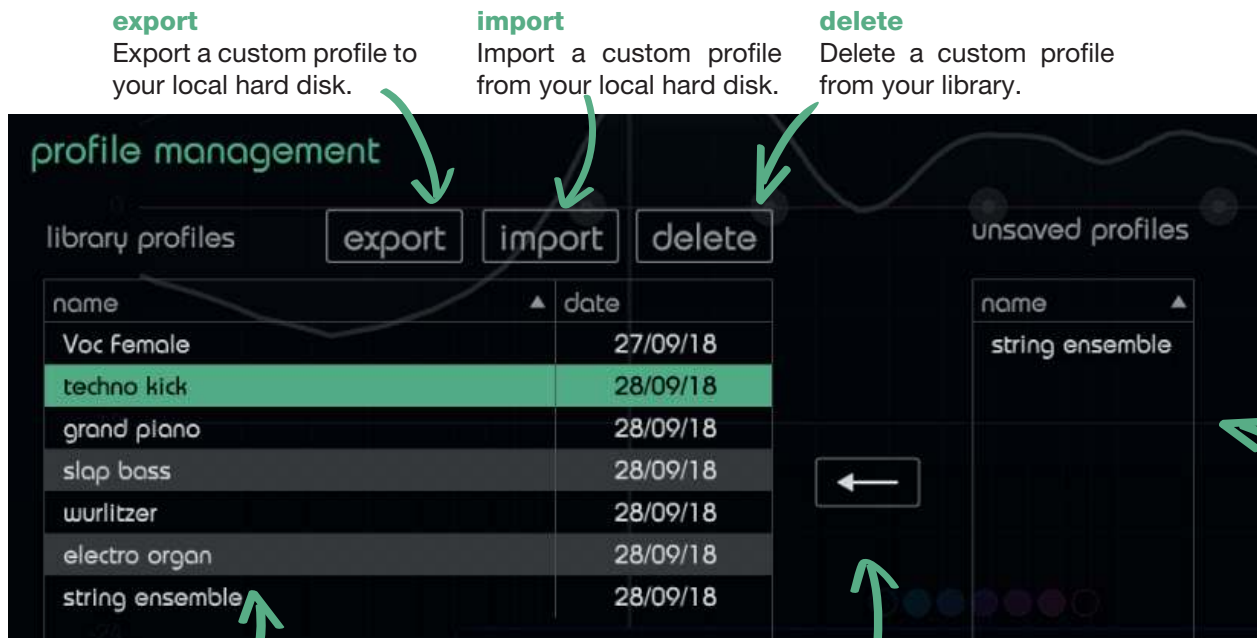 export
Export a custom profile to
your local hard disk.
import
Import a custom profile
from your local hard disk.
delete
Delete a custom profile
from your library.
profile management
library profiles
export
import
delete
unsaved profiles
name
date
name
Voc Female 27/09/18
string ensemble
techno kick 28/09/18
grand piano 28/09/18
slap bass 28/09/18
wurlitzer 28/09/18
electro organ 28/09/18
string ensemble 28/09/18